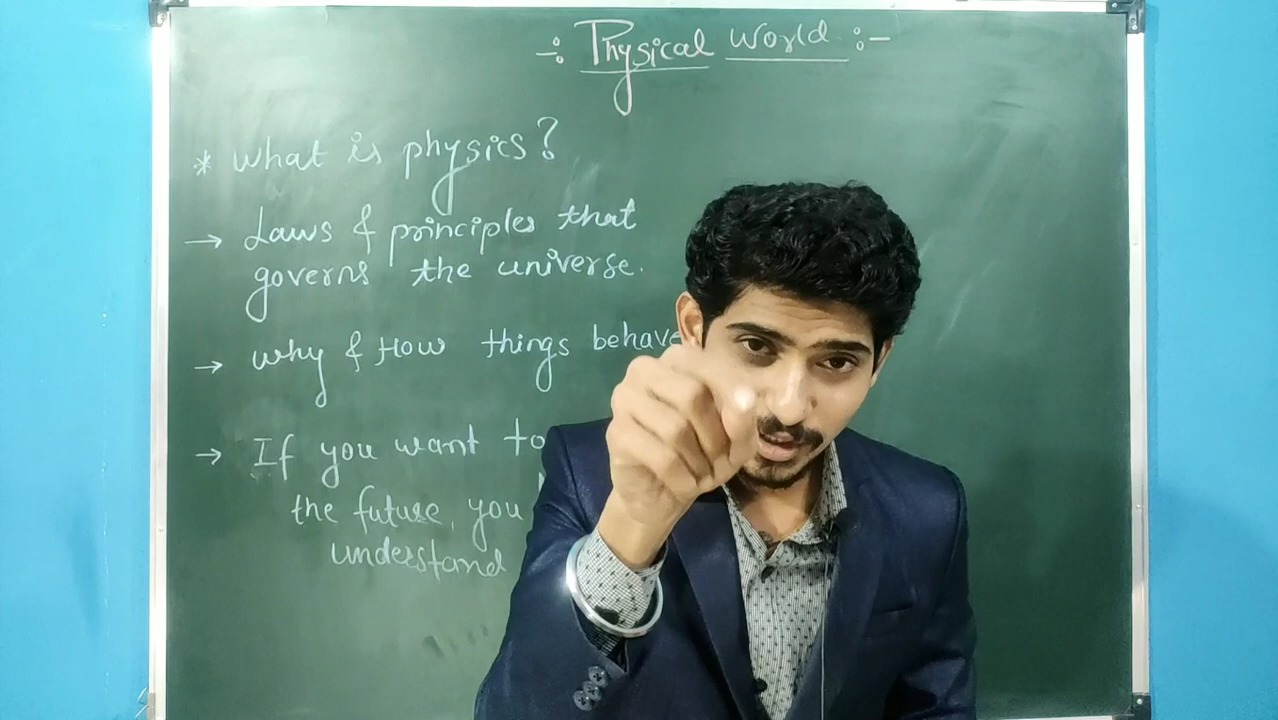 -: Physical World :-
* What is physics?
→ Laws & principles that
governs the universe.
→ Why & How things behave
→ If you want to
the future, you
understand